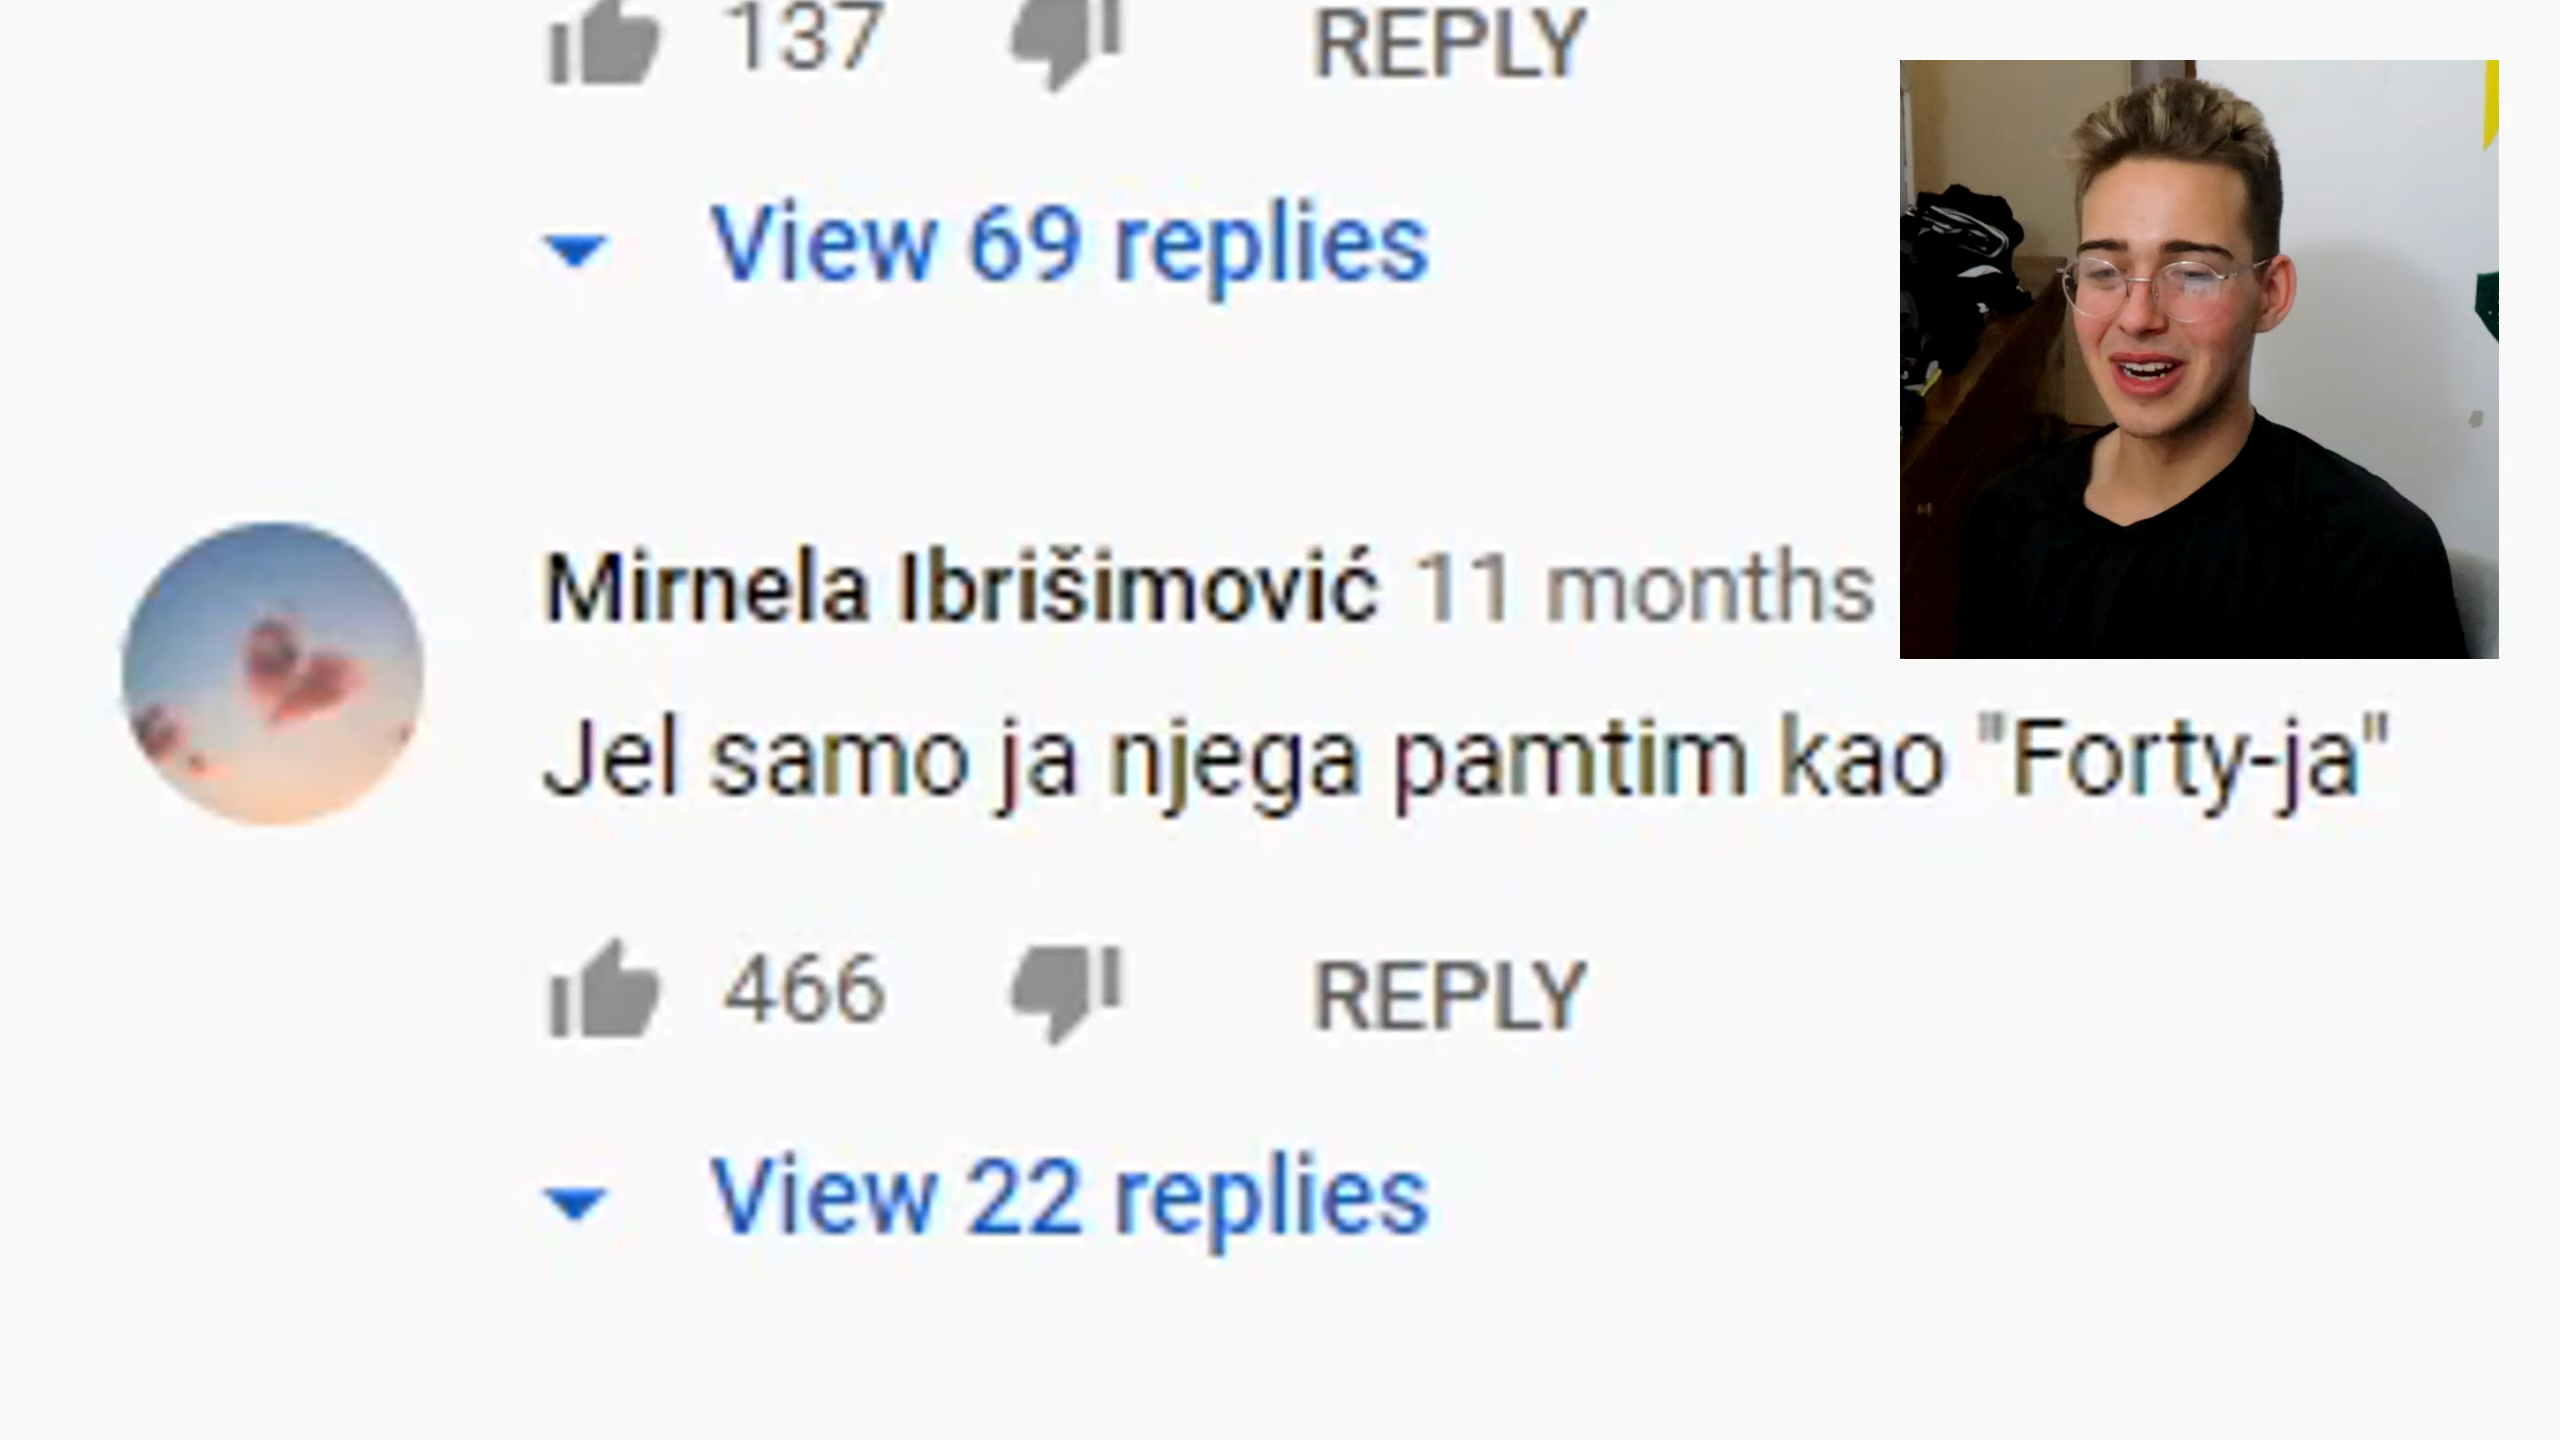 137 REPLY
View 69 replies
Mirnela Ibrišimović 11 months
Jel samo ja njega pamtim kao "Forty-ja"
466 REPLY
View 22 replies